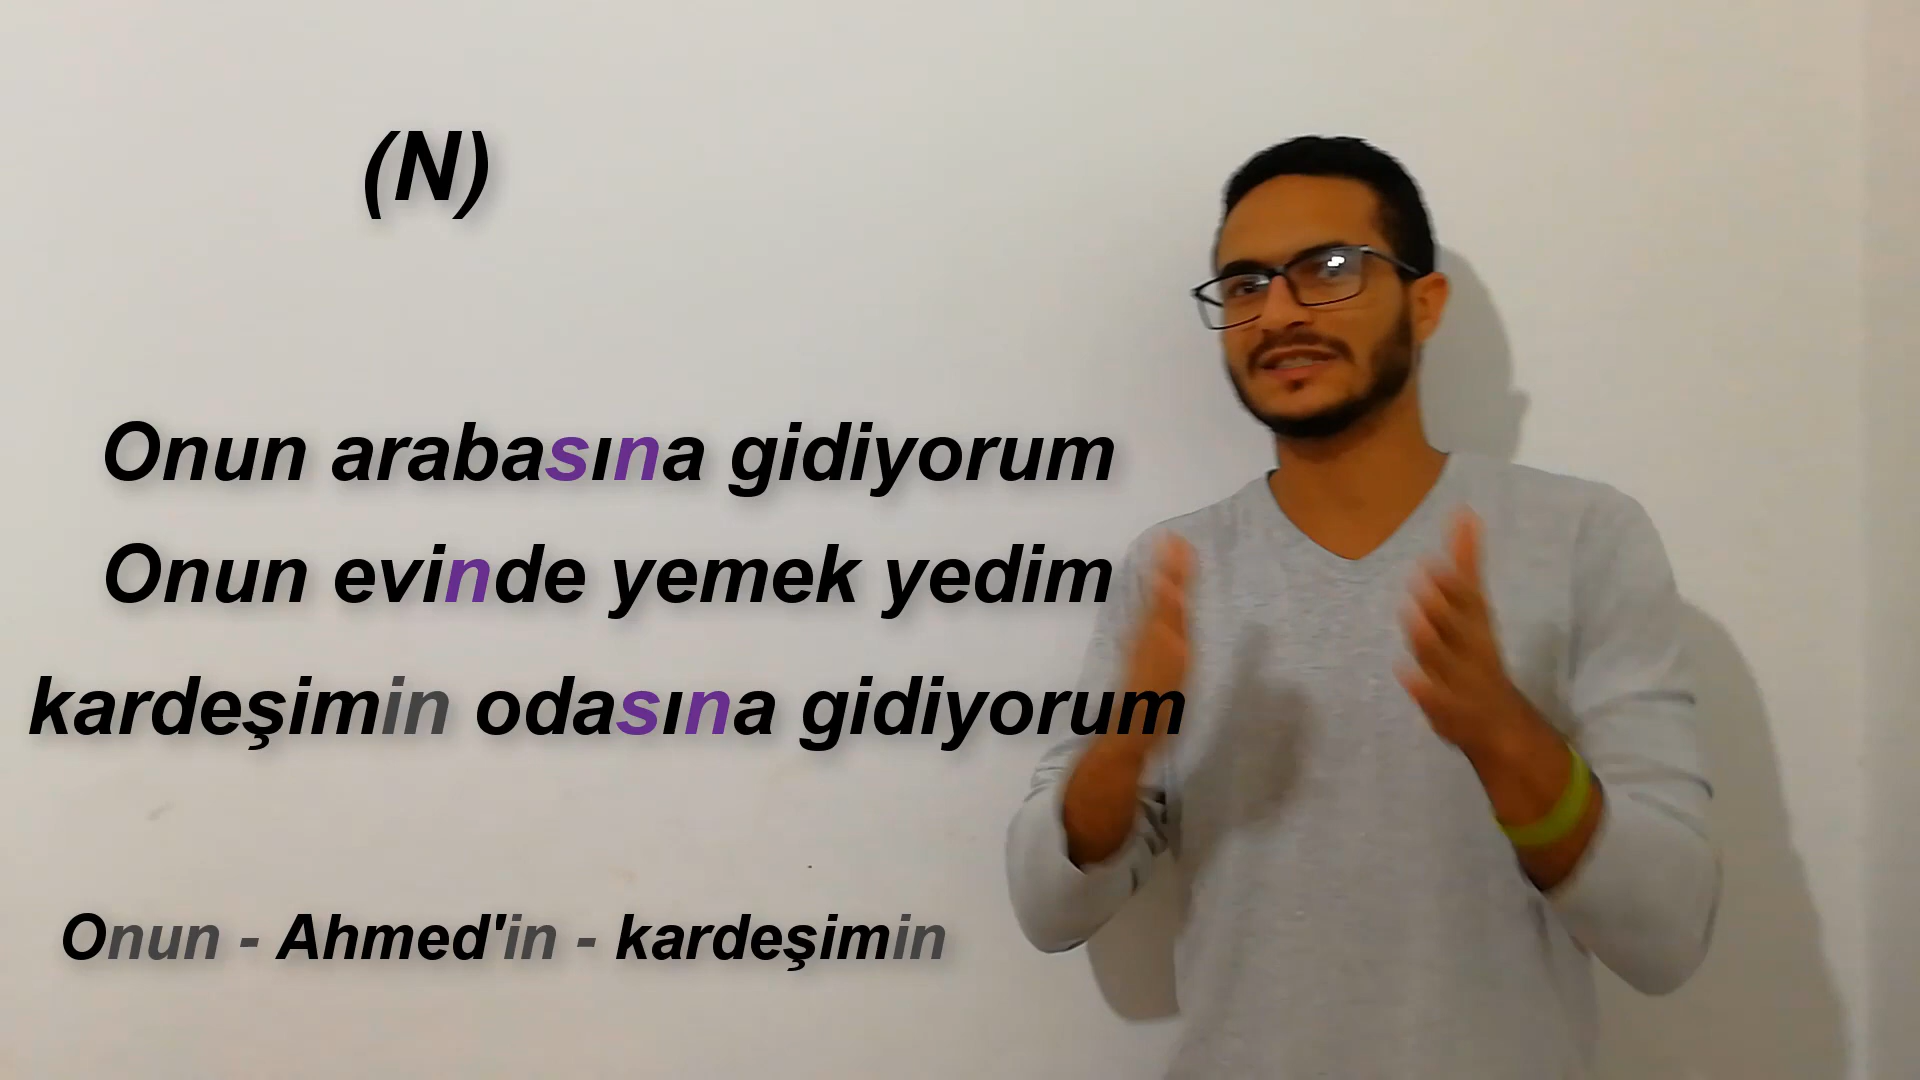 (N)
Onun arabasına gidiyorum
Onun evinde yemek yedim
kardeşimin odasına gidiyorum
Onun - Ahmed'in - kardeşimin